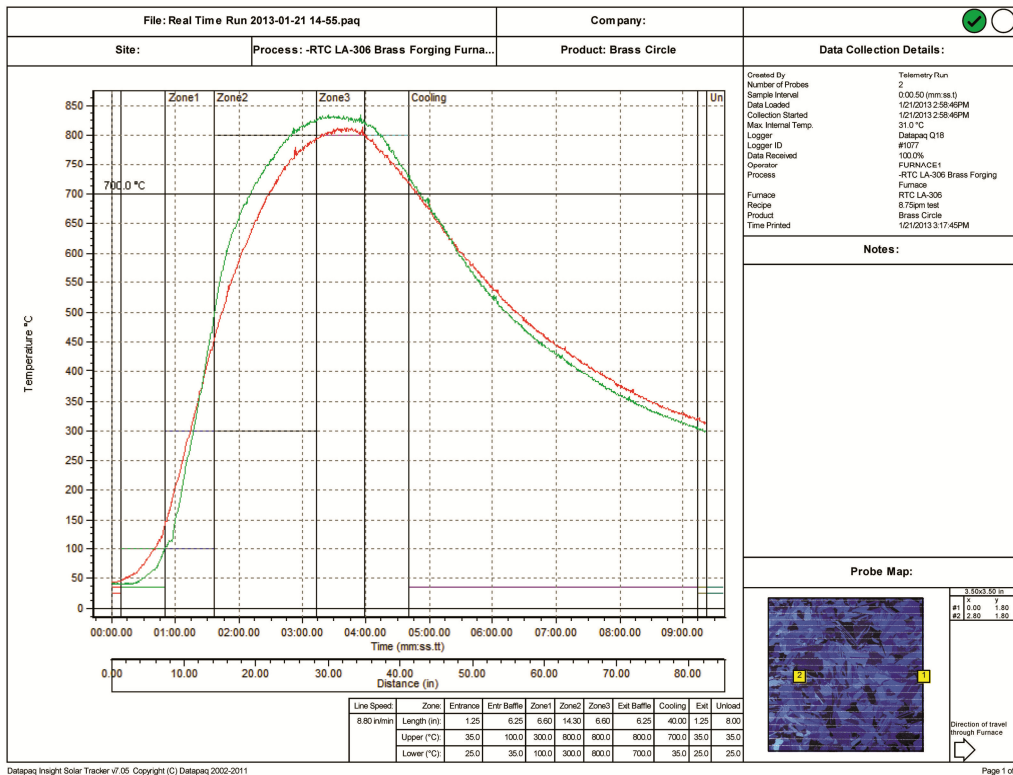 File: Real Time Run 2013-01-21 14-55.paq
Company:
Site:
Process: -RTC LA-306 Brass Forging Furna...
Product: Brass Circle
Data Collection Details:
Created By Telemetry Run
Number of Probes 2
Sample Interval 0:00.50 (mm:ss.t)
Data Loaded 1/21/2013 2:58:46PM
Collection Started 1/21/2013 2:58:46PM
Max. Internal Temp. 31.0 °C
Logger Datapaq Q18
Logger ID #1077
Data Received 100.0%
Operator FURNACE1
Process -RTC LA-306 Brass Forging
Furnace
Furnace RTC LA-306
Recipe 8.75ipm test
Product Brass Circle
Time Printed 1/21/2013 3:17:45PM
Notes:
Zone1 Zone2 Zone3 Cooling Un
850
800
750
700
700.0 °C
650
600
550
500
450
400
350
300
250
200
150
100
50
0
Temperature °C
00:00.00 01:00.00 02:00.00 03:00.00 04:00.00 05:00.00 06:00.00 07:00.00 08:00.00 09:00.00
Time (mm:ss.tt)
0.00 10.00 20.00 30.00 40.00 50.00 60.00 70.00 80.00
Distance (in)
Probe Map:
3.50x3.50 in
x y
#1 0.00 1.80
#2 2.80 1.80
2 1
Direction of travel
through Furnace
Line Speed: Zone: Entrance Entr Baffle Zone1 Zone2 Zone3 Exit Baffle Cooling Exit Unload
8.80 in/min Length (in): 1.25 6.25 6.60 14.30 6.60 6.25 40.00 1.25 8.00
Upper (°C): 35.0 100.0 300.0 800.0 800.0 800.0 700.0 35.0 35.0
Lower (°C): 25.0 35.0 100.0 300.0 800.0 700.0 35.0 25.0 25.0
Datapaq Insight Solar Tracker v7.05 Copyright (C) Datapaq 2002-2011
Page 1 of